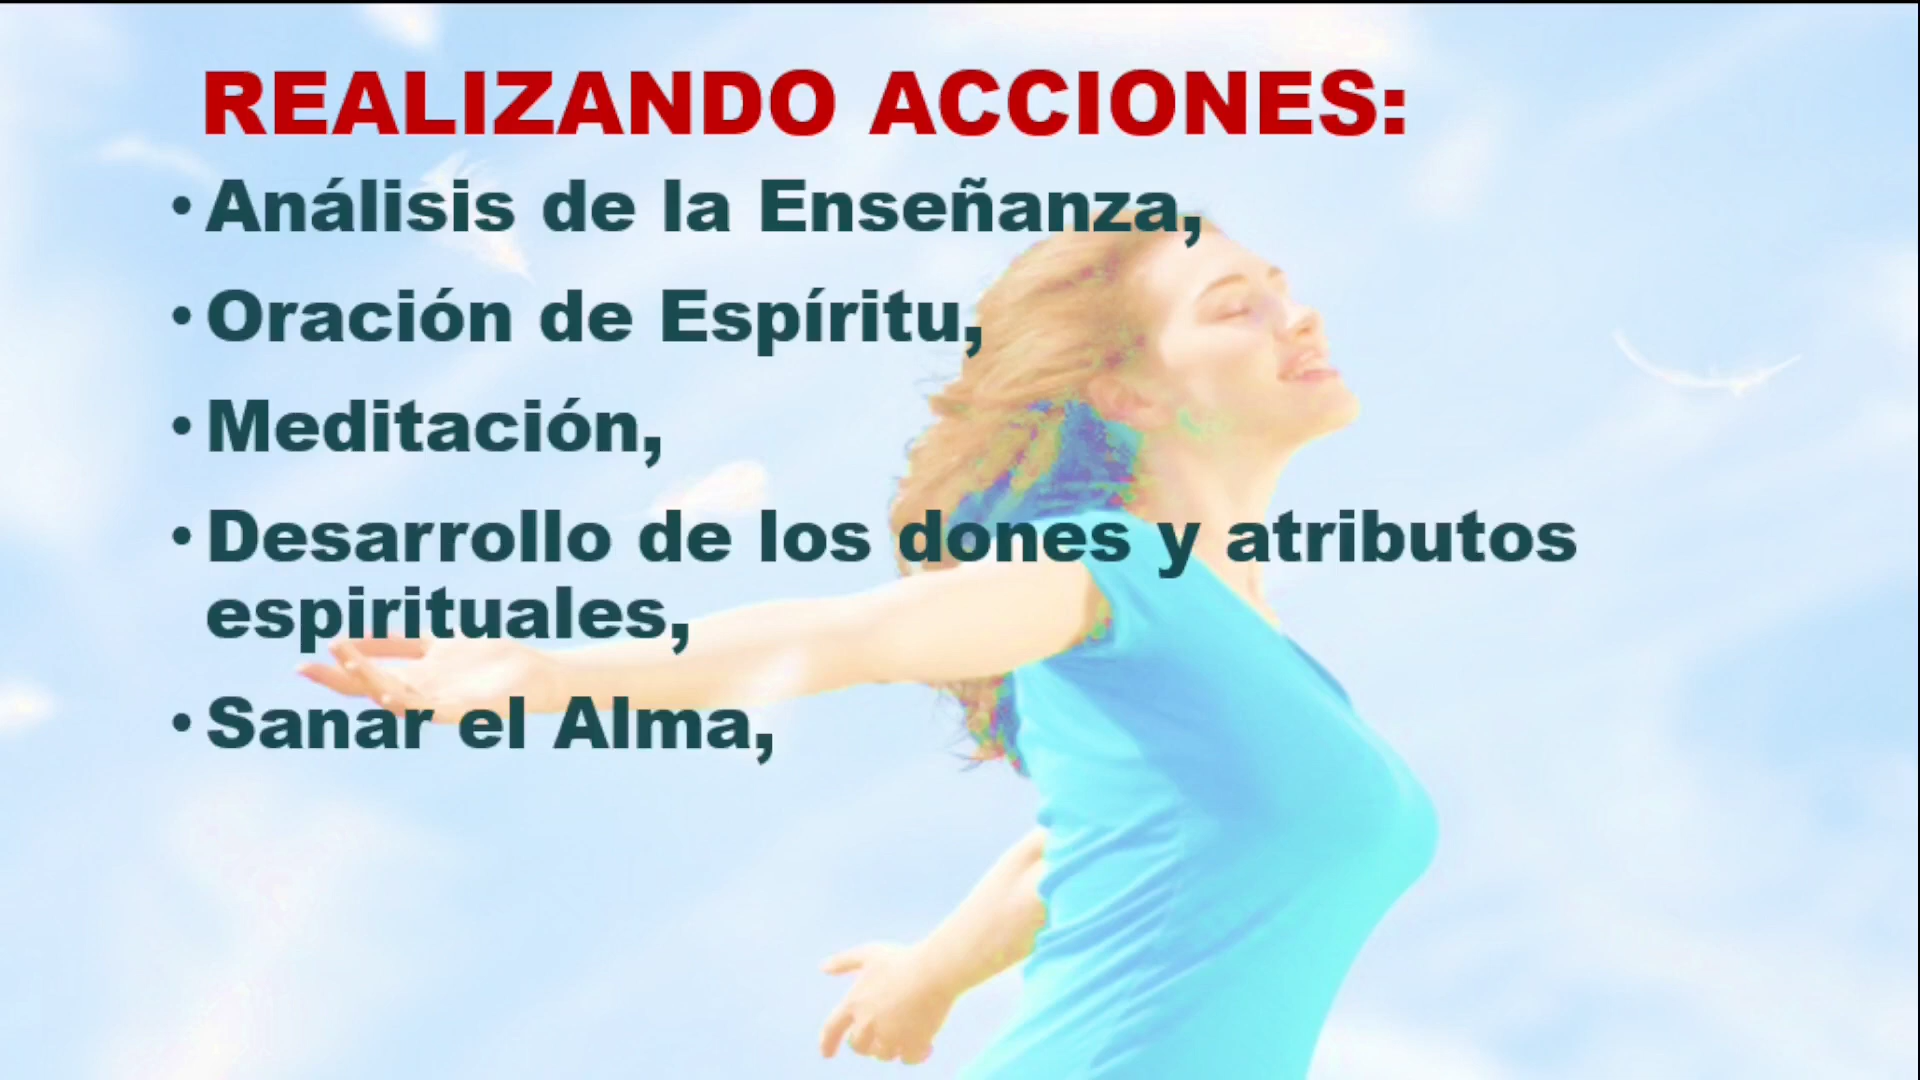 REALIZANDO ACCIONES:
• Análisis de la Enseñanza,
• Oración de Espíritu,
• Meditación,
• Desarrollo de los dones y atributos
espirituales,
• Sanar el Alma,